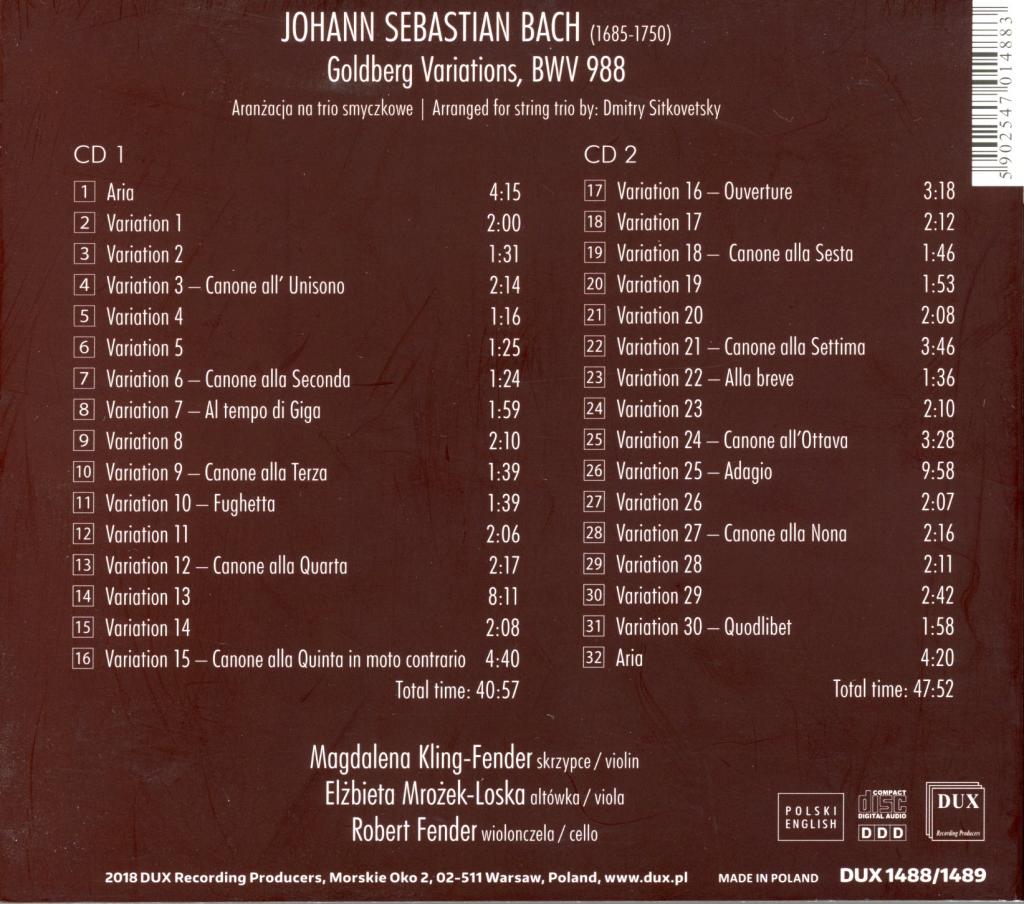 JOHANN SEBASTIAN BACH (1685-1750)
Goldberg Variations, BWV 988
Aranżacja na trio smyczkowe | Arranged for string trio by: Dmitry Sitkovetsky
5902547014883
CD 1
1 Aria 4:15
2 Variation 1 2:00
3 Variation 2 1:31
4 Variation 3 – Canone all' Unisono 2:14
5 Variation 4 1:16
6 Variation 5 1:25
7 Variation 6 – Canone alla Seconda 1:24
8 Variation 7 – Al tempo di Giga 1:59
9 Variation 8 2:10
10 Variation 9 – Canone alla Terza 1:39
11 Variation 10 – Fughetta 1:39
12 Variation 11 2:06
13 Variation 12 – Canone alla Quarta 2:17
14 Variation 13 8:11
15 Variation 14 2:08
16 Variation 15 – Canone alla Quinta in moto contrario 4:40
Total time: 40:57
CD 2
17 Variation 16 – Ouverture 3:18
18 Variation 17 2:12
19 Variation 18 – Canone alla Sesta 1:46
20 Variation 19 1:53
21 Variation 20 2:08
22 Variation 21 – Canone alla Settima 3:46
23 Variation 22 – Alla breve 1:36
24 Variation 23 2:10
25 Variation 24 – Canone all'Ottava 3:28
26 Variation 25 – Adagio 9:58
27 Variation 26 2:07
28 Variation 27 – Canone alla Nona 2:16
29 Variation 28 2:11
30 Variation 29 2:42
31 Variation 30 – Quodlibet 1:58
32 Aria 4:20
Total time: 47:52
Magdalena Kling-Fender skrzypce / violin
Elżbieta Mrożek-Loska altówka / viola
Robert Fender wiolonczela / cello
POLSKI
ENGLISH
COMPACT
disc
DIGITAL AUDIO
DDD
DUX
Recording Producers
2018 DUX Recording Producers, Morskie Oko 2, 02-511 Warsaw, Poland, www.dux.pl
MADE IN POLAND
DUX 1488/1489